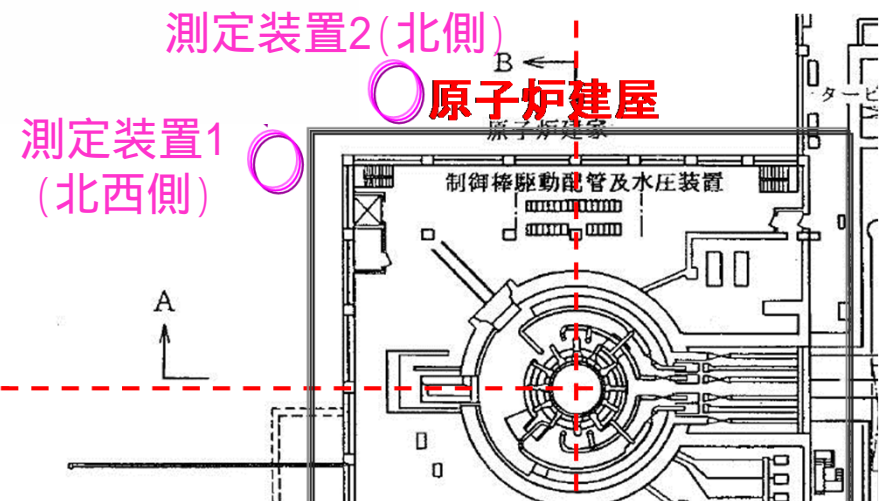 測定装置2(北側)
B
原子炉建屋
タービ
測定装置1
(北西側)
原子炉建家
制御棒駆動配管及水圧装置
A